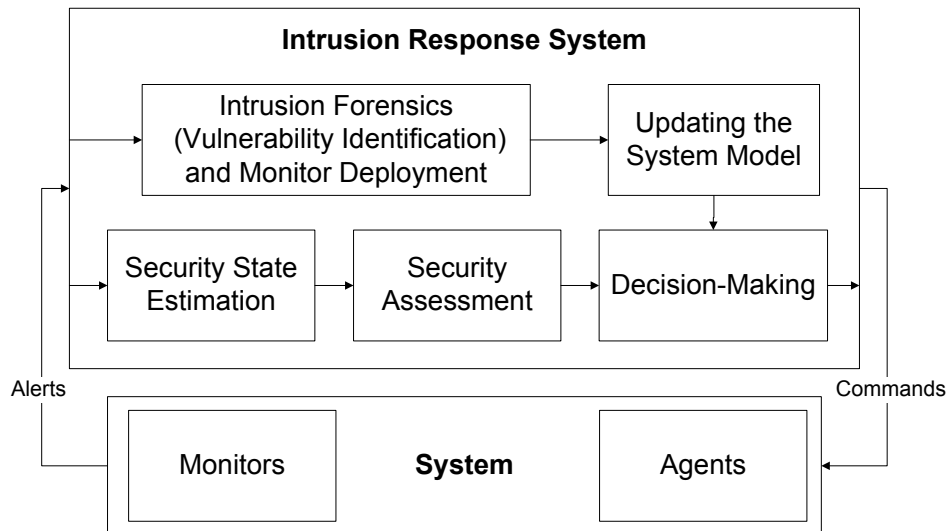 Intrusion Response System
Intrusion Forensics
(Vulnerability Identification)
and Monitor Deployment
Updating the
System Model
Security State
Estimation
Security
Assessment
Decision-Making
Alerts
Commands
Monitors
System
Agents